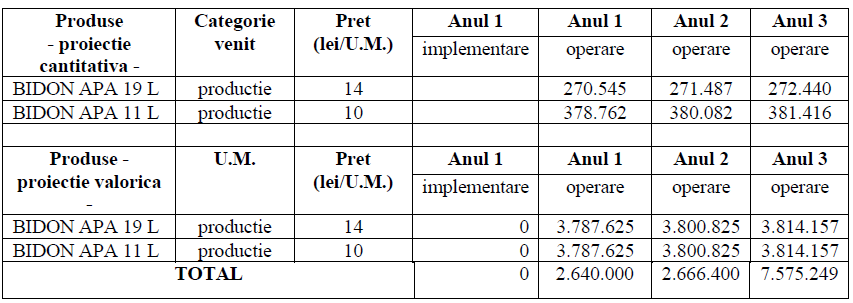 Produse - proiectie cantitativa - Categorie venit Pret (lei/U.M.) Anul 1 Anul 1 Anul 2 Anul 3
implementare operare operare operare
BIDON APA 19 L productie 14 270.545 271.487 272.440
BIDON APA 11 L productie 10 378.762 380.082 381.416
Produse - proiectie valorica - U.M. Pret (lei/U.M.) Anul 1 Anul 1 Anul 2 Anul 3
implementare operare operare operare
BIDON APA 19 L productie 14 0 3.787.625 3.800.825 3.814.157
BIDON APA 11 L productie 10 0 3.787.625 3.800.825 3.814.157
TOTAL 0 2.640.000 2.666.400 7.575.249